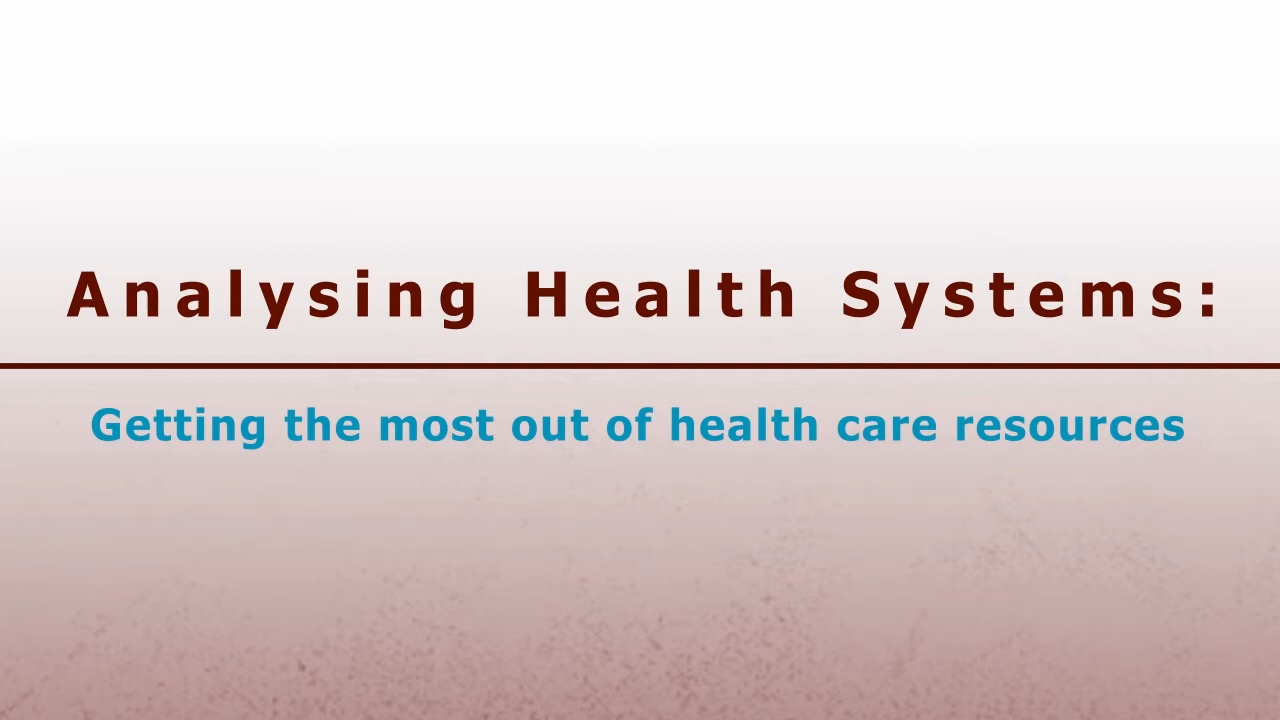 Analysing Health Systems:
Getting the most out of health care resources